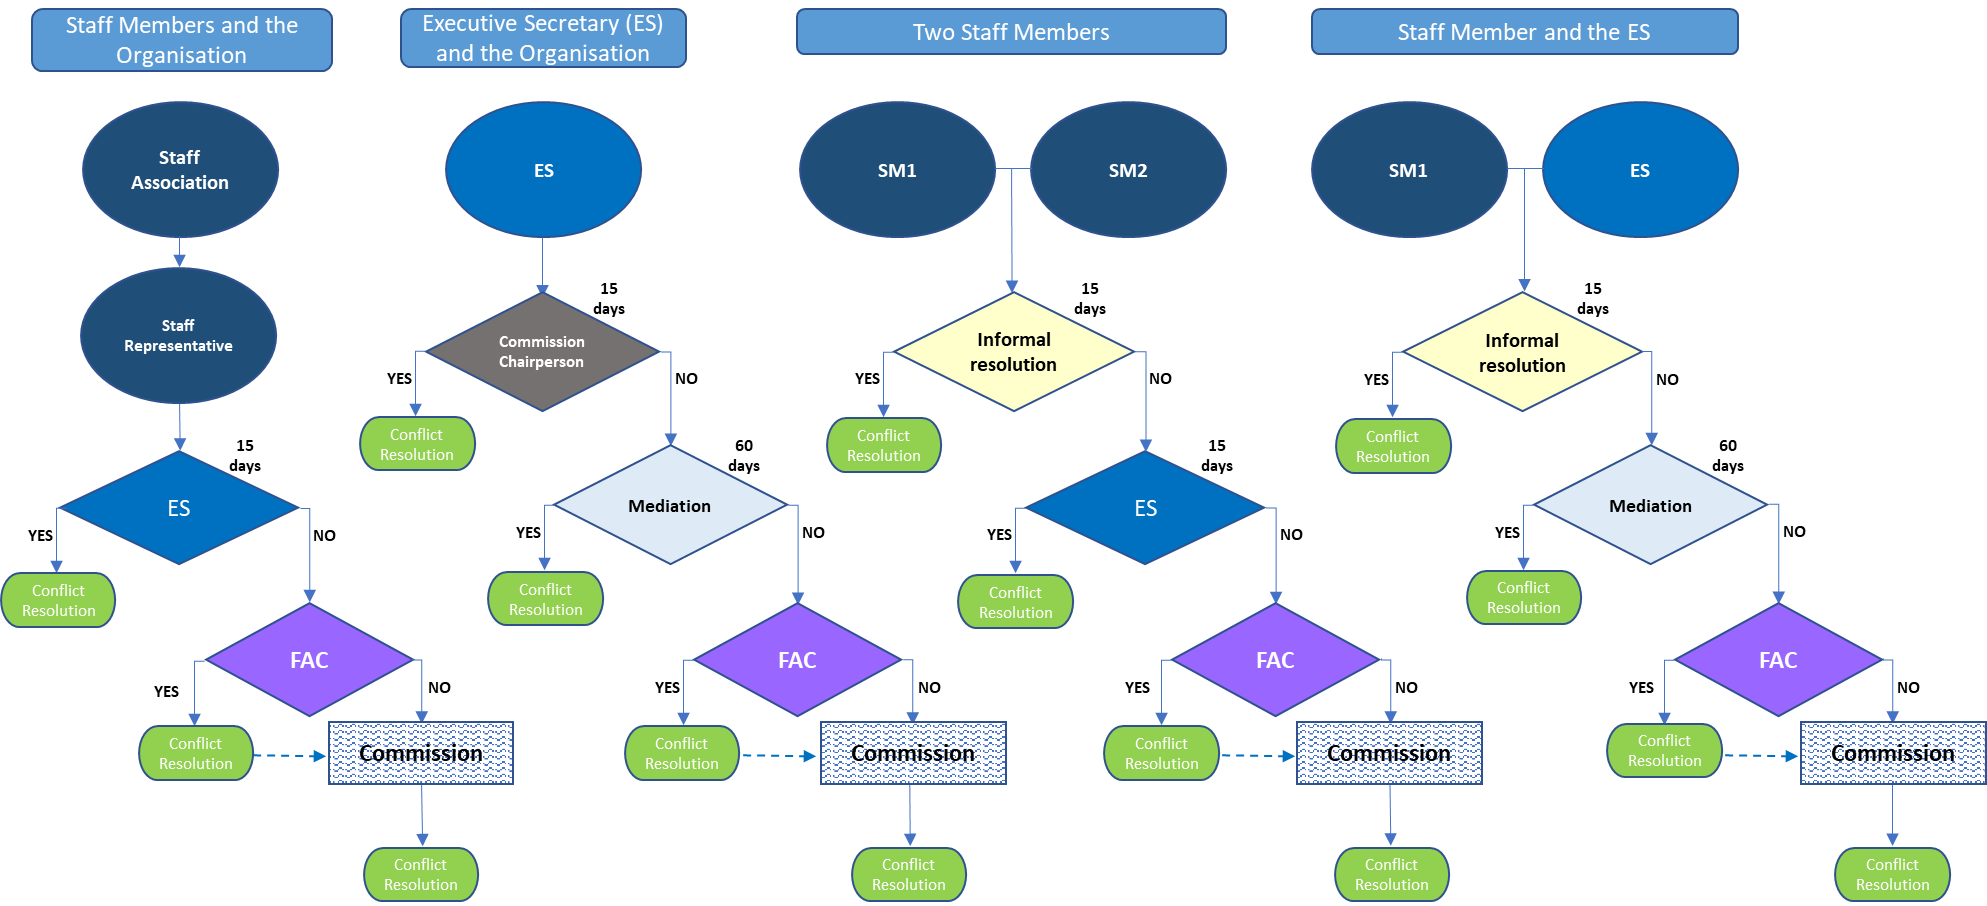 Staff Members and the
Organisation
Executive Secretary (ES)
and the Organisation
Two Staff Members
Staff Member and the ES
Staff
Association
Staff
Representative
15
days
ES
YES
NO
Conflict
Resolution
FAC
YES
NO
Conflict
Resolution
Commission
Conflict
Resolution
ES
15
days
Commission
Chairperson
YES
NO
Conflict
Resolution
60
days
Mediation
YES
NO
Conflict
Resolution
FAC
YES
NO
Conflict
Resolution
Commission
Conflict
Resolution
SM1
SM2
15
days
Informal
resolution
YES
NO
Conflict
Resolution
15
days
ES
YES
NO
Conflict
Resolution
FAC
YES
NO
Conflict
Resolution
Commission
Conflict
Resolution
SM1
ES
15
days
Informal
resolution
YES
NO
Conflict
Resolution
60
days
Mediation
YES
NO
Conflict
Resolution
FAC
YES
NO
Conflict
Resolution
Commission
Conflict
Resolution